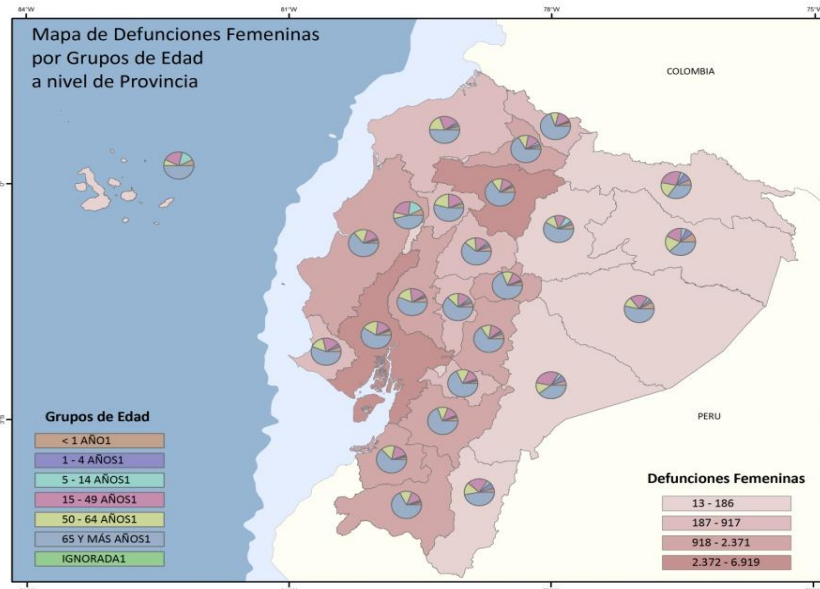 84°W
81°W
78°W
75°W
Mapa de Defunciones Femeninas
por Grupos de Edad
a nivel de Provincia
COLOMBIA
PERU
Grupos de Edad
< 1 AÑO1
1 - 4 AÑOS1
5 - 14 AÑOS1
15 - 49 AÑOS1
50 - 64 AÑOS1
65 Y MÁS AÑOS1
IGNORADA1
Defunciones Femeninas
13 - 186
187 - 917
918 - 2.371
2.372 - 6.919